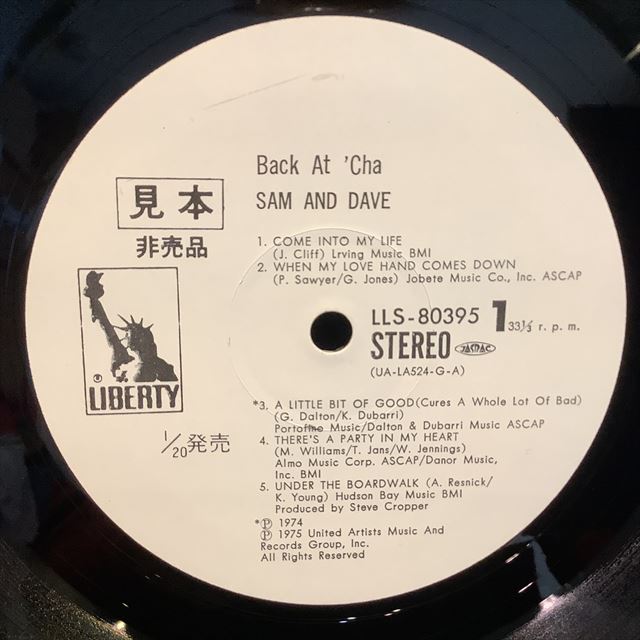 Back At 'Cha
SAM AND DAVE
見本
非売品
1. COME INTO MY LIFE
(J. Cliff) Lrving Music BMI
2. WHEN MY LOVE HAND COMES DOWN
(P. Sawyer/G. Jones) Jobete Music Co., Inc. ASCAP
LLS-80395 1 33⅓ r. p. m.
STEREO JASRAC
(UA-LA524-G-A)
® LIBERTY
1/20発売
*3. A LITTLE BIT OF GOOD(Cures A Whole Lot Of Bad)
(G. Dalton/K. Dubarri)
Portofino Music/Dalton & Dubarri Music ASCAP
4. THERE'S A PARTY IN MY HEART
(M. Williams/T. Jans/W. Jennings)
Almo Music Corp. ASCAP/Danor Music,
Inc. BMI
5. UNDER THE BOARDWALK (A. Resnick/
K. Young) Hudson Bay Music BMI
Produced by Steve Cropper
*℗ 1974
℗ 1975 United Artists Music And
Records Group, Inc.
All Rights Reserved